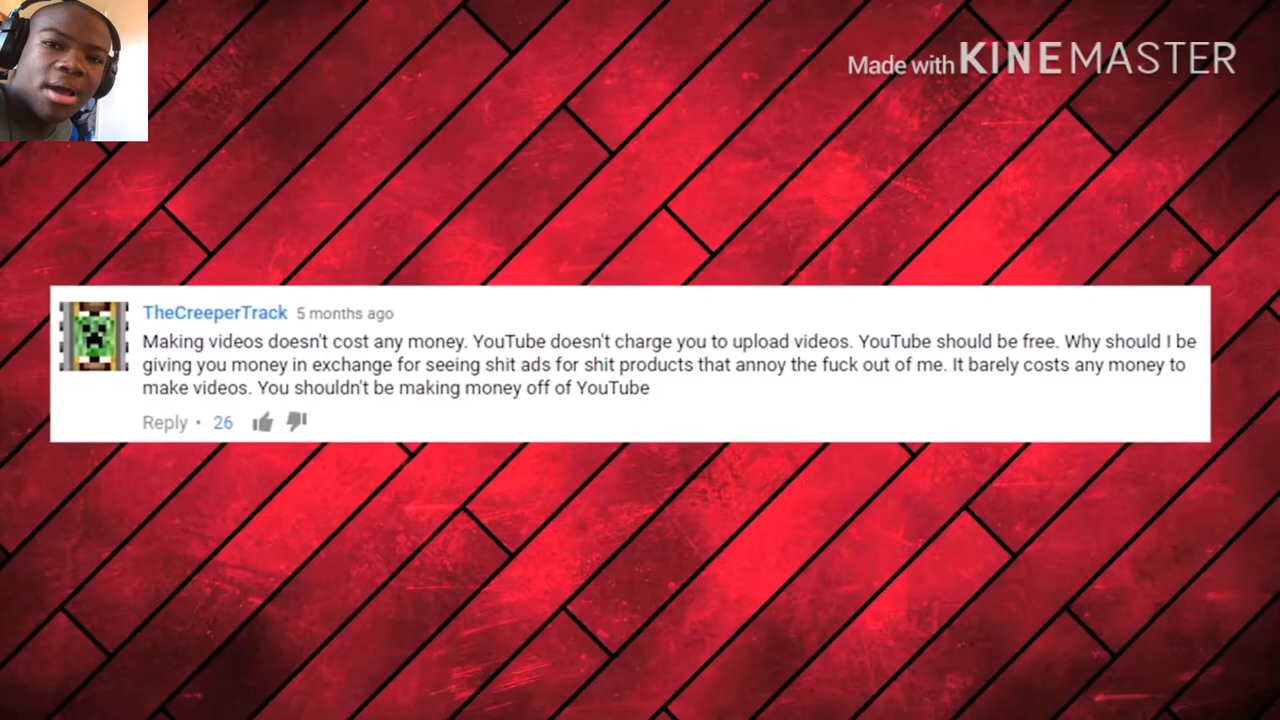 Made with KINEMASTER
TheCreeperTrack 5 months ago
Making videos doesn't cost any money. YouTube doesn't charge you to upload videos. YouTube should be free. Why should I be
giving you money in exchange for seeing shit ads for shit products that annoy the fuck out of me. It barely costs any money to
make videos. You shouldn't be making money off of YouTube
Reply • 26